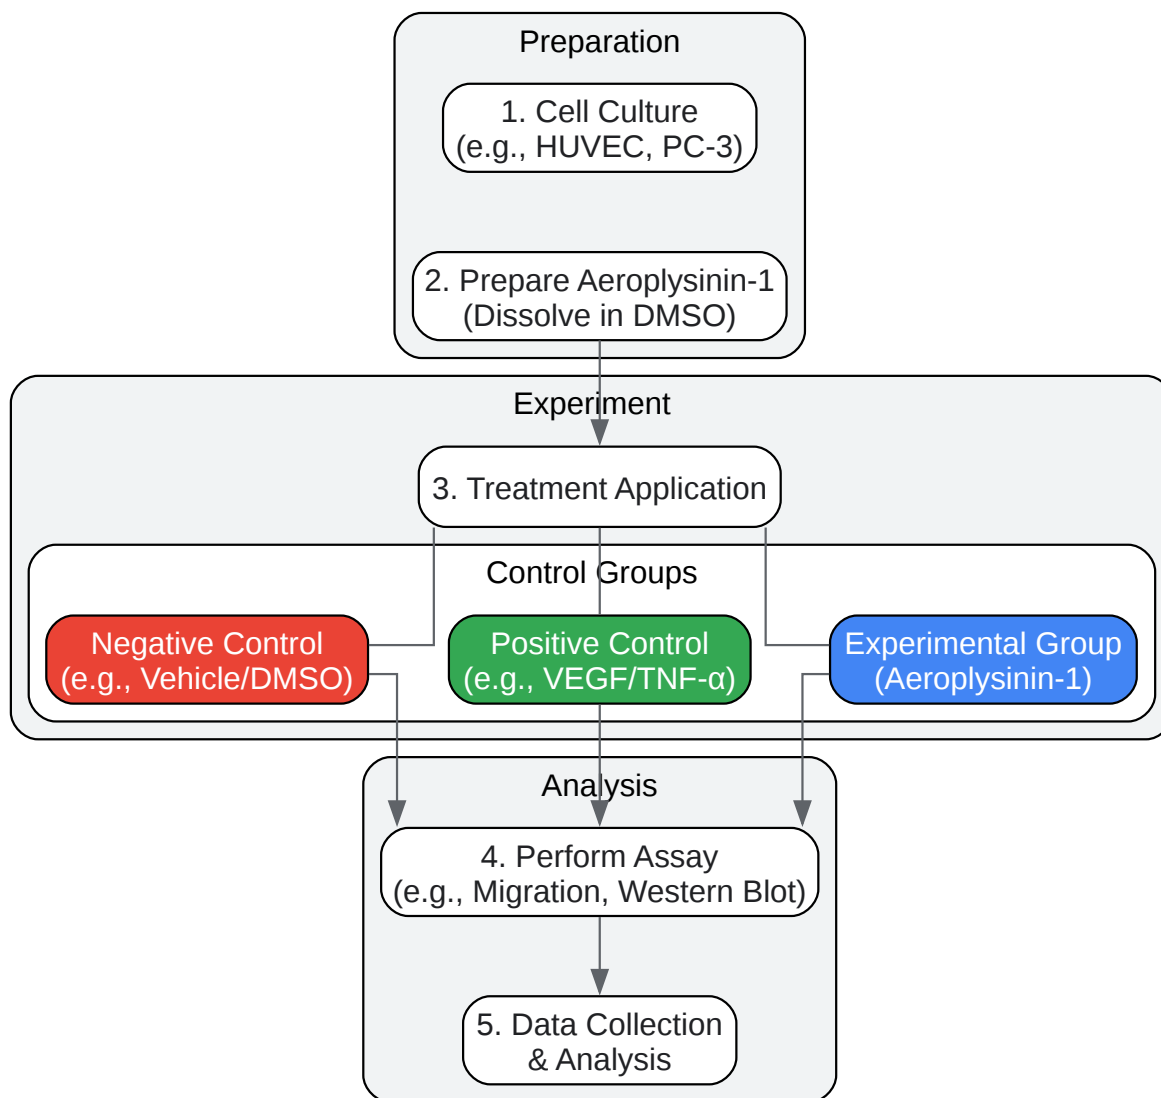 Preparation
1. Cell Culture
(e.g., HUVEC, PC-3)
2. Prepare Aeroplysinin-1
(Dissolve in DMSO)
Experiment
3. Treatment Application
Control Groups
Negative Control
(e.g., Vehicle/DMSO)
Positive Control
(e.g., VEGF/TNF-α)
Experimental Group
(Aeroplysinin-1)
Analysis
4. Perform Assay
(e.g., Migration, Western Blot)
5. Data Collection
& Analysis